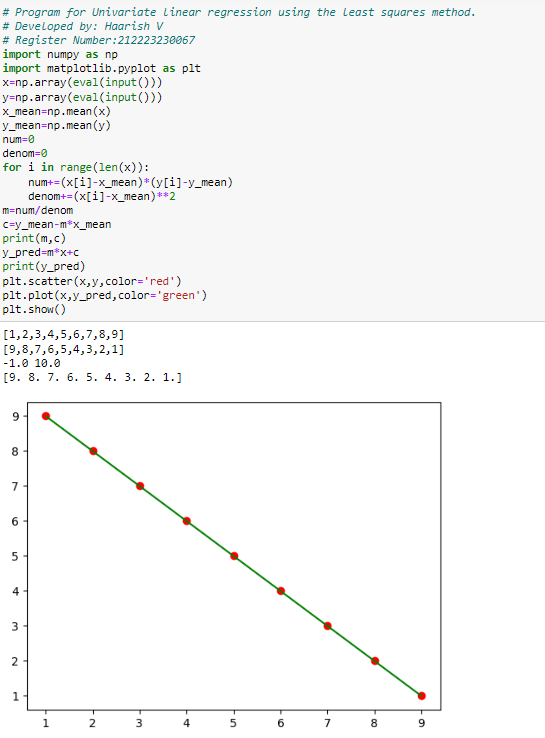 # Program for Univariate linear regression using the least squares method.
# Developed by: Haarish V
# Register Number:212223230067
import numpy as np
import matplotlib.pyplot as plt
x=np.array(eval(input()))
y=np.array(eval(input()))
x_mean=np.mean(x)
y_mean=np.mean(y)
num=0
denom=0
for i in range(len(x)):
    num+=(x[i]-x_mean)*(y[i]-y_mean)
    denom+=(x[i]-x_mean)**2
m=num/denom
c=y_mean-m*x_mean
print(m,c)
y_pred=m*x+c
print(y_pred)
plt.scatter(x,y,color='red')
plt.plot(x,y_pred,color='green')
plt.show()
[1,2,3,4,5,6,7,8,9]
[9,8,7,6,5,4,3,2,1]
-1.0 10.0
[9. 8. 7. 6. 5. 4. 3. 2. 1.]
9
8
7
6
5
4
3
2
1
1 2 3 4 5 6 7 8 9